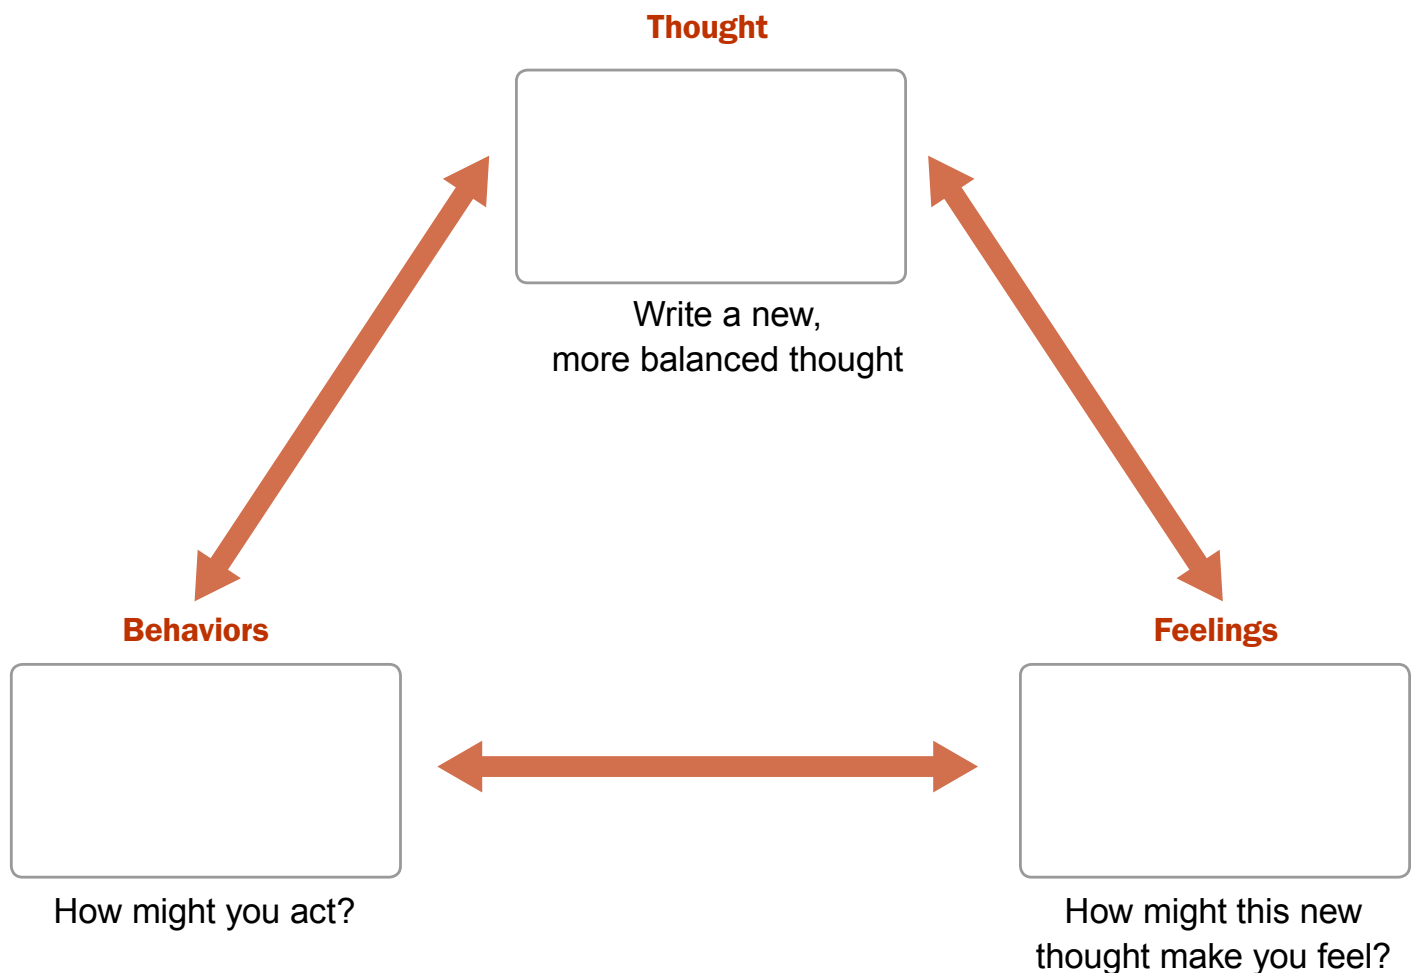 Thought
Write a new,
more balanced thought
Behaviors
How might you act?
Feelings
How might this new
thought make you feel?